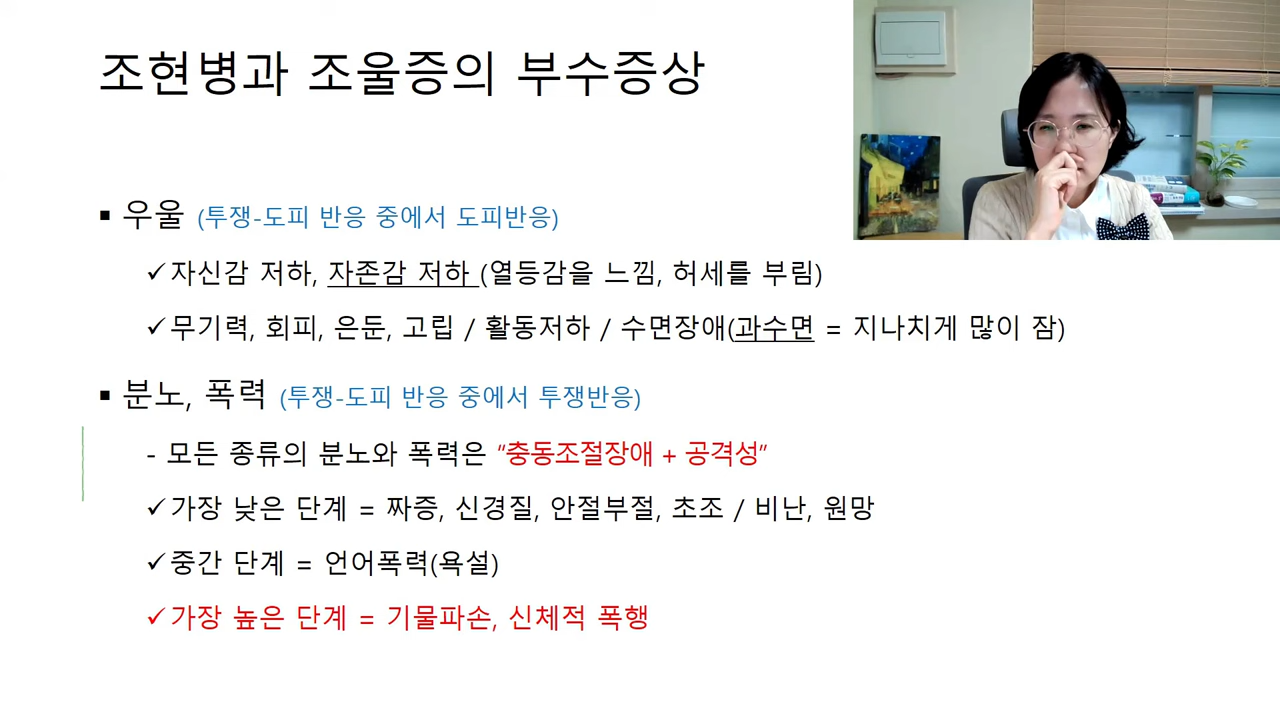 조현병과 조울증의 부수증상
▪ 우울 (투쟁-도피 반응 중에서 도피반응)
✓자신감 저하, 자존감 저하 (열등감을 느낌, 허세를 부림)
✓무기력, 회피, 은둔, 고립 / 활동저하 / 수면장애(과수면 = 지나치게 많이 잠)
▪ 분노, 폭력 (투쟁-도피 반응 중에서 투쟁반응)
- 모든 종류의 분노와 폭력은 “충동조절장애 + 공격성”
✓가장 낮은 단계 = 짜증, 신경질, 안절부절, 초조 / 비난, 원망
✓중간 단계 = 언어폭력(욕설)
✓가장 높은 단계 = 기물파손, 신체적 폭행